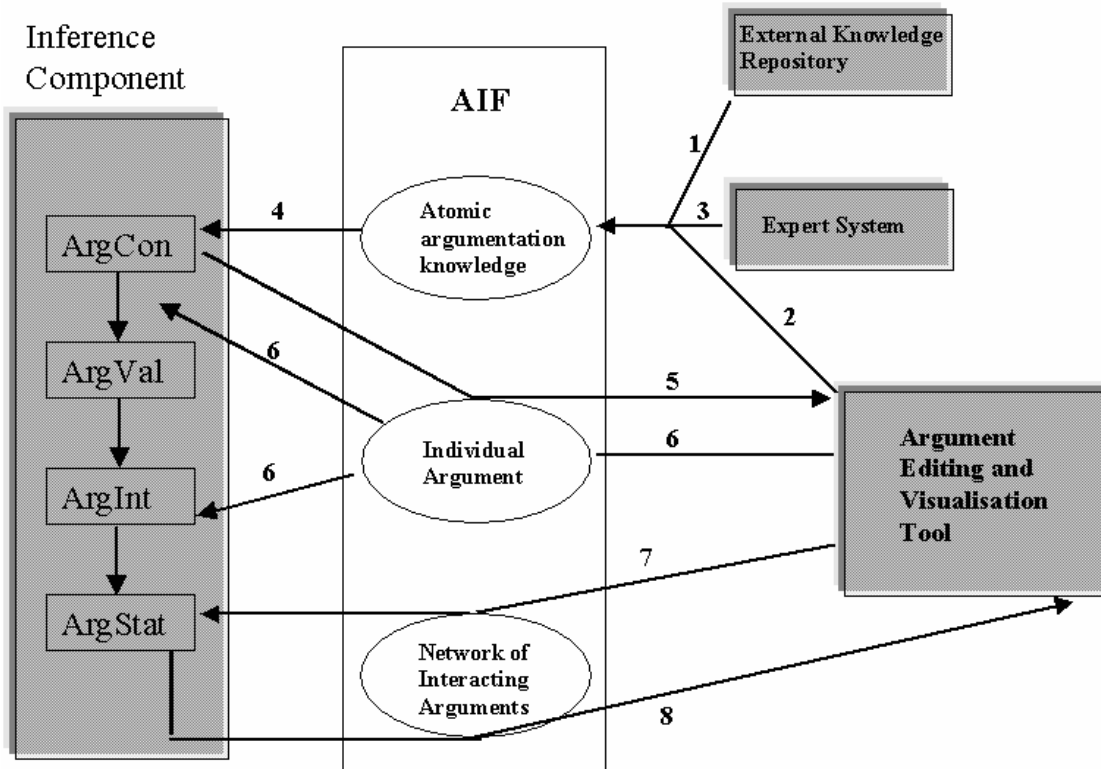 Inference
Component
AIF
External Knowledge
Repository
1
3
Expert System
2
4
Atomic
argumentation
knowledge
ArgCon
6
ArgVal
5
Individual
Argument
6
6
ArgInt
Argument
Editing and
Visualisation
Tool
7
ArgStat
Network of
Interacting
Arguments
8